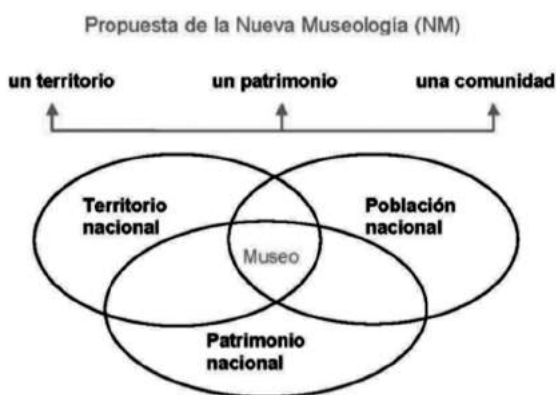 Propuesta de la Nueva Museología (NM)
un territorio un patrimonio una comunidad
Territorio nacional
Población nacional
Museo
Patrimonio nacional